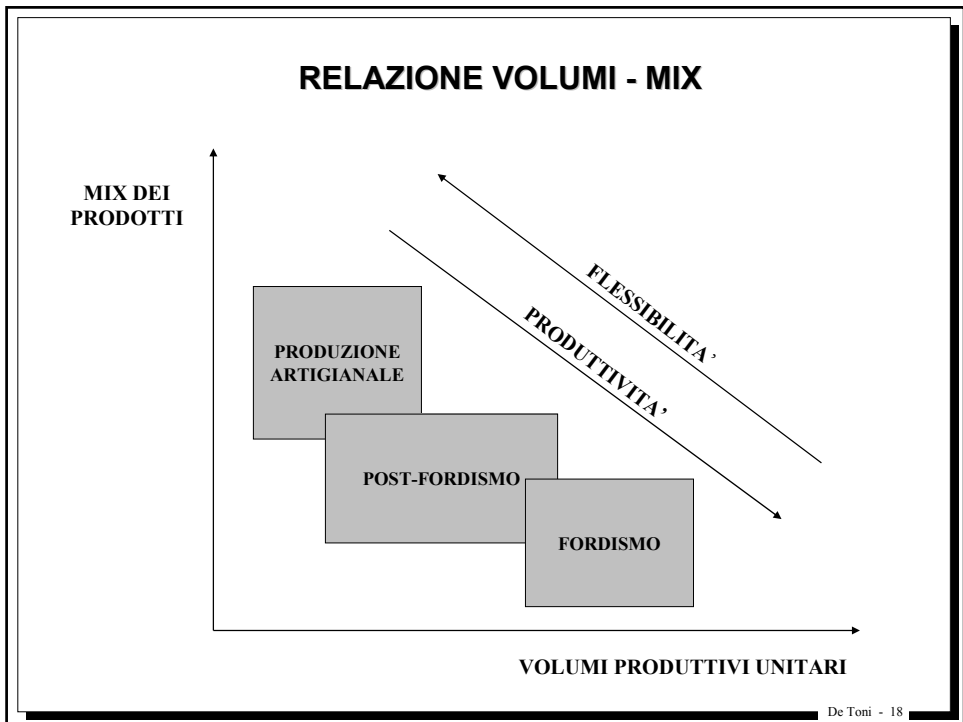 RELAZIONE VOLUMI - MIX
MIX DEI
PRODOTTI
FLESSIBILITA’
PRODUTTIVITA’
PRODUZIONE
ARTIGIANALE
POST-FORDISMO
FORDISMO
VOLUMI PRODUTTIVI UNITARI
De Toni - 18